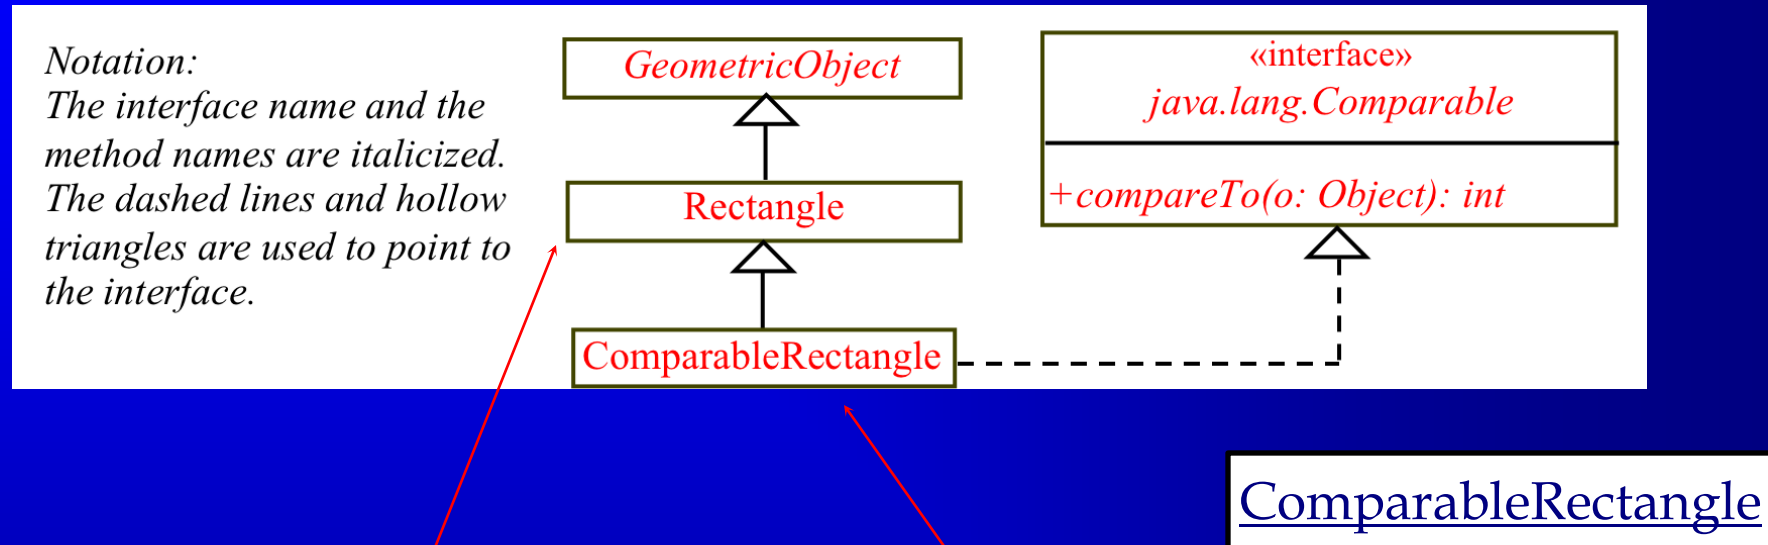 Notation:
The interface name and the
method names are italicized.
The dashed lines and hollow
triangles are used to point to
the interface.
GeometricObject
Rectangle
ComparableRectangle
«interface»
java.lang.Comparable
+compareTo(o: Object): int
ComparableRectangle